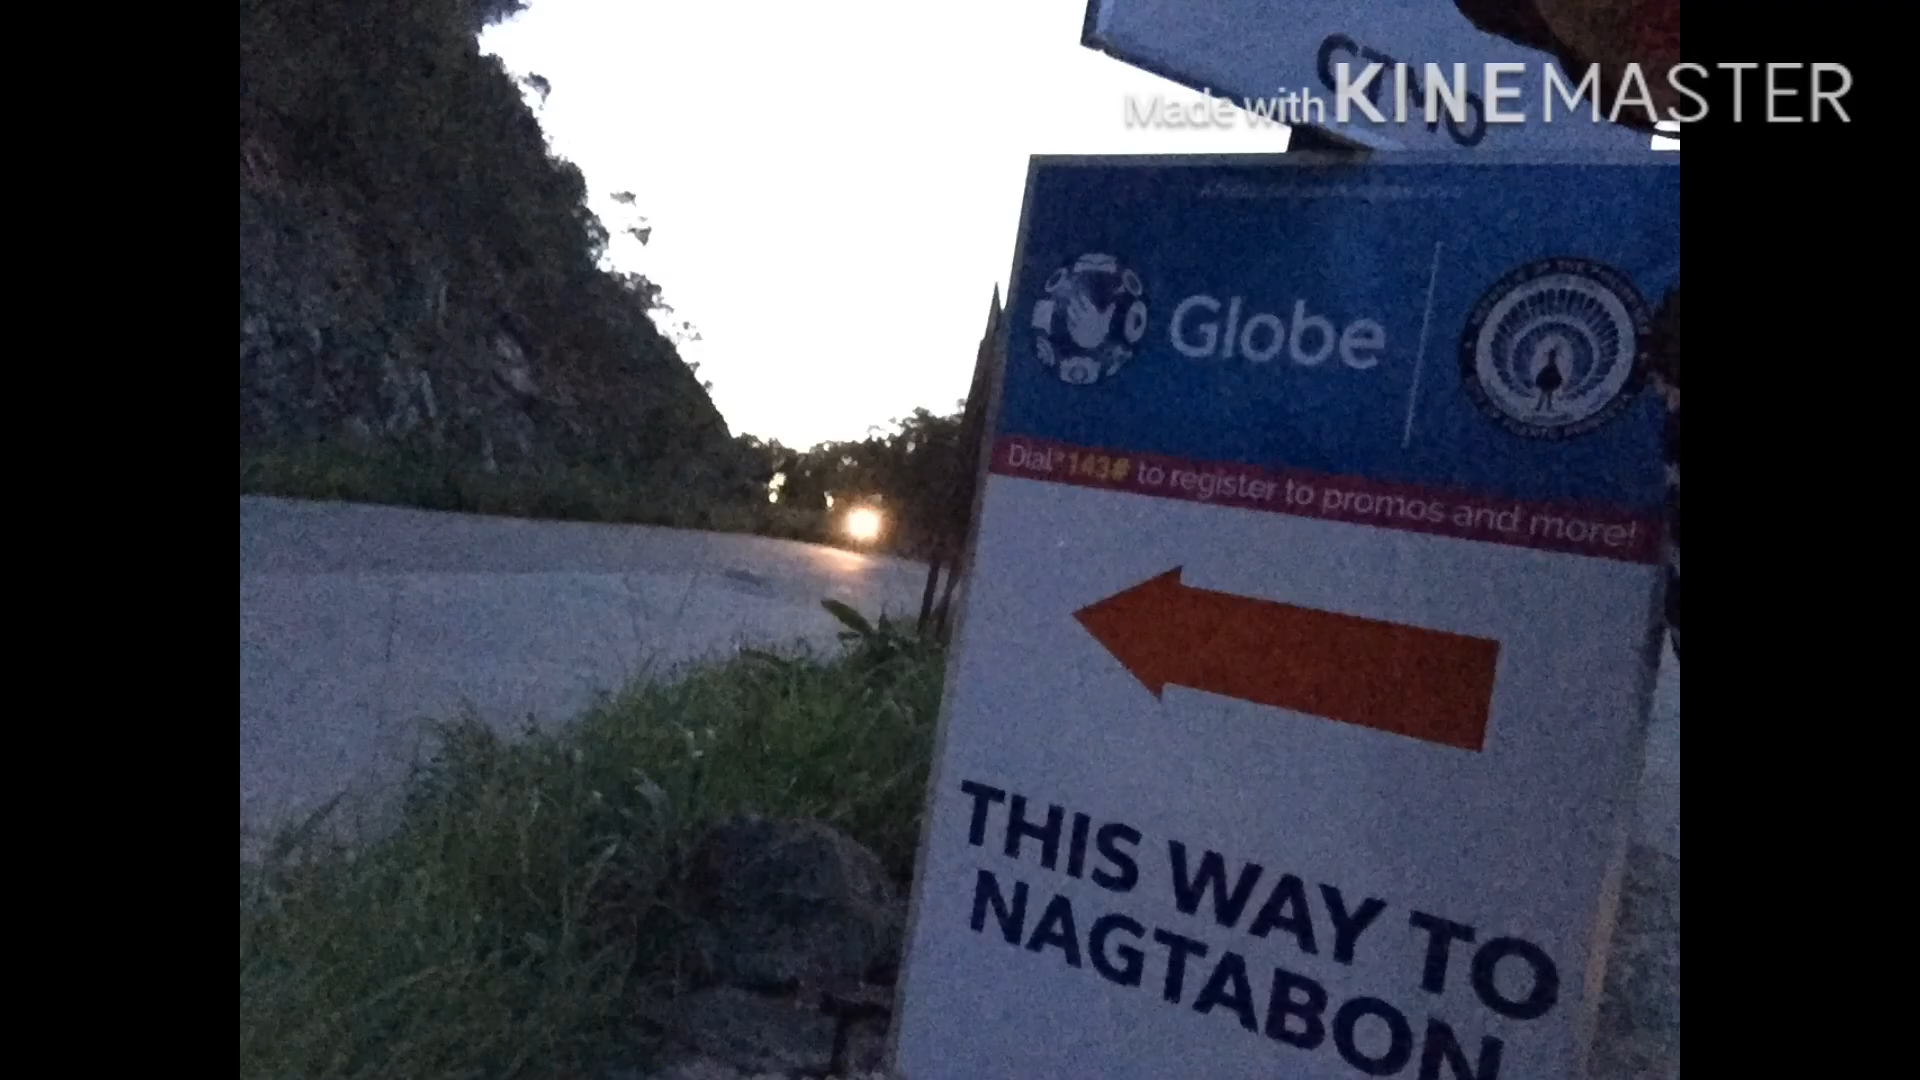 Made with KINEMASTER
Globe
Dial *143# to register to promos and more!
THIS WAY TO
NAGTABON